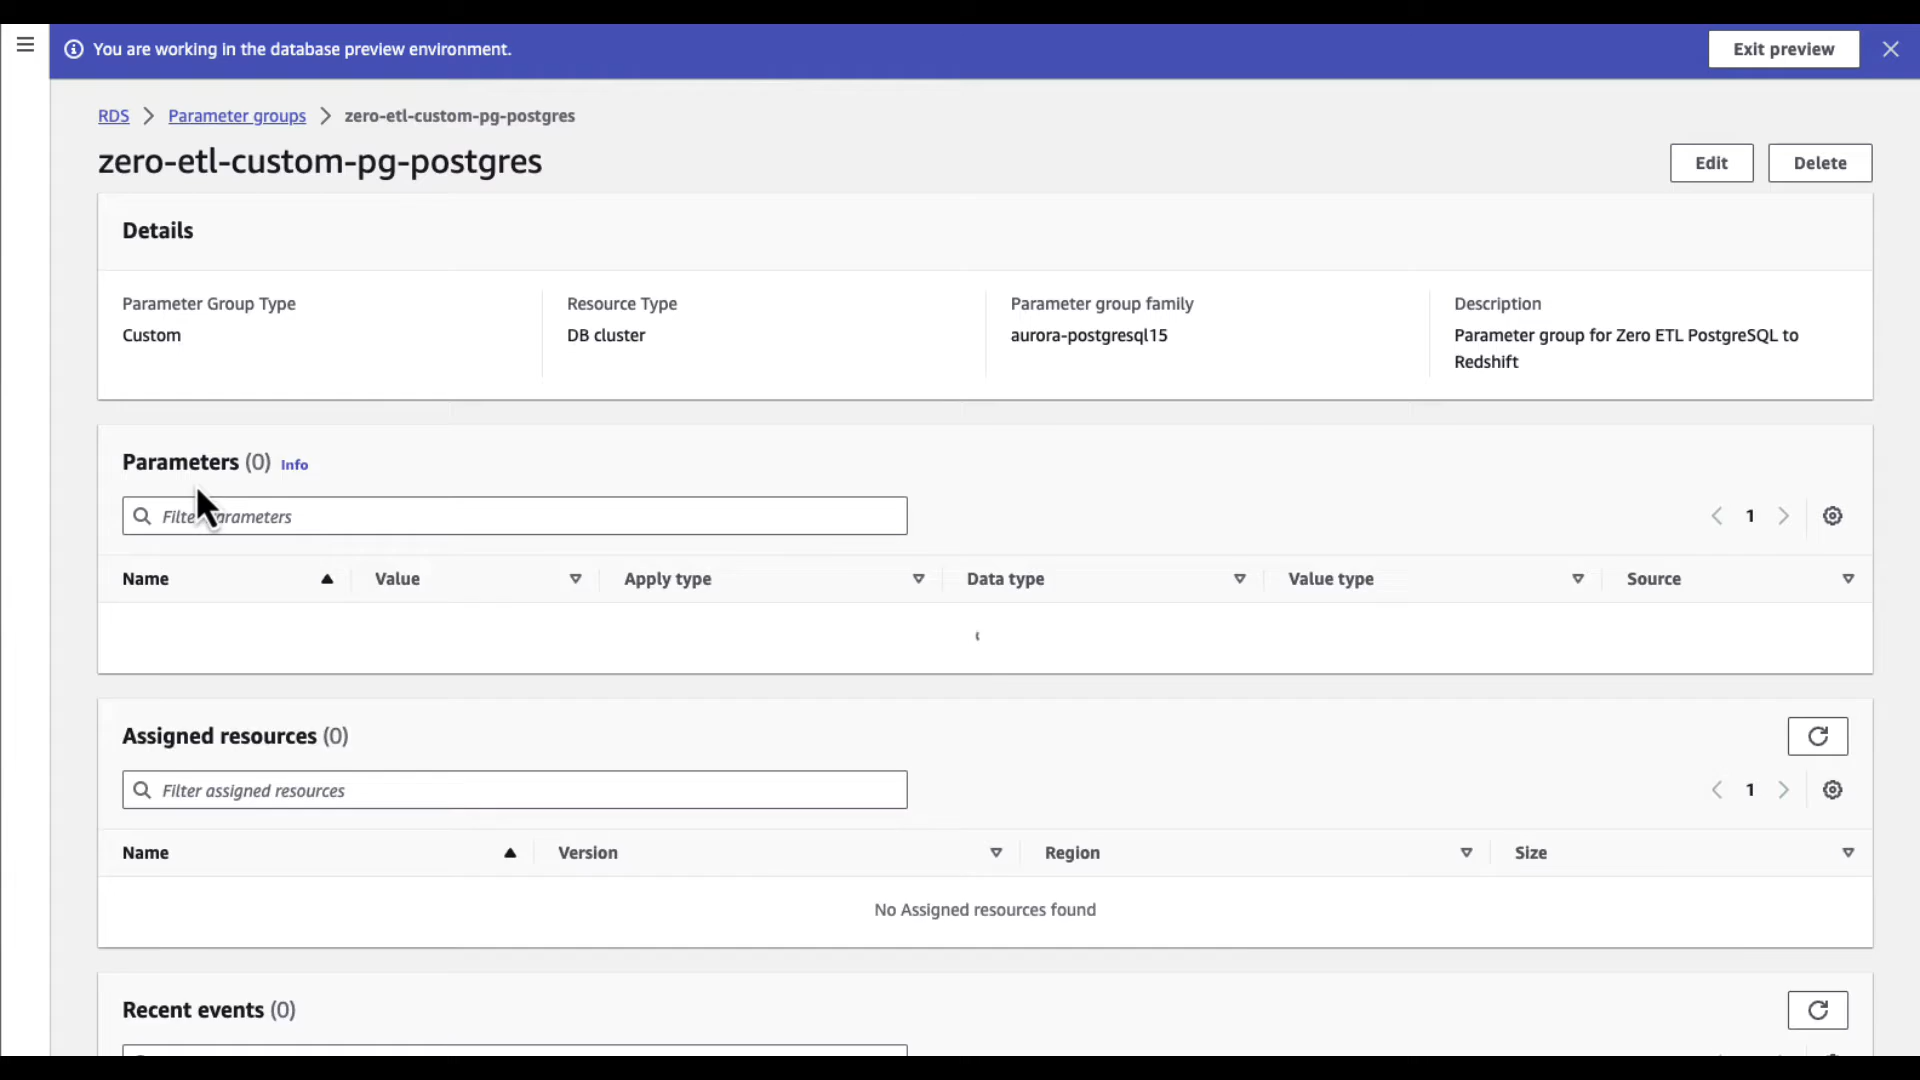 You are working in the database preview environment.
Exit preview
RDS
Parameter groups
zero-etl-custom-pg-postgres
zero-etl-custom-pg-postgres
Edit
Delete
Details
Parameter Group Type
Custom
Resource Type
DB cluster
Parameter group family
aurora-postgresql15
Description
Parameter group for Zero ETL PostgreSQL to
Redshift
Parameters (0) Info
Filter parameters
1
Name
Value
Apply type
Data type
Value type
Source
Assigned resources (0)
Filter assigned resources
1
Name
Version
Region
Size
No Assigned resources found
Recent events (0)